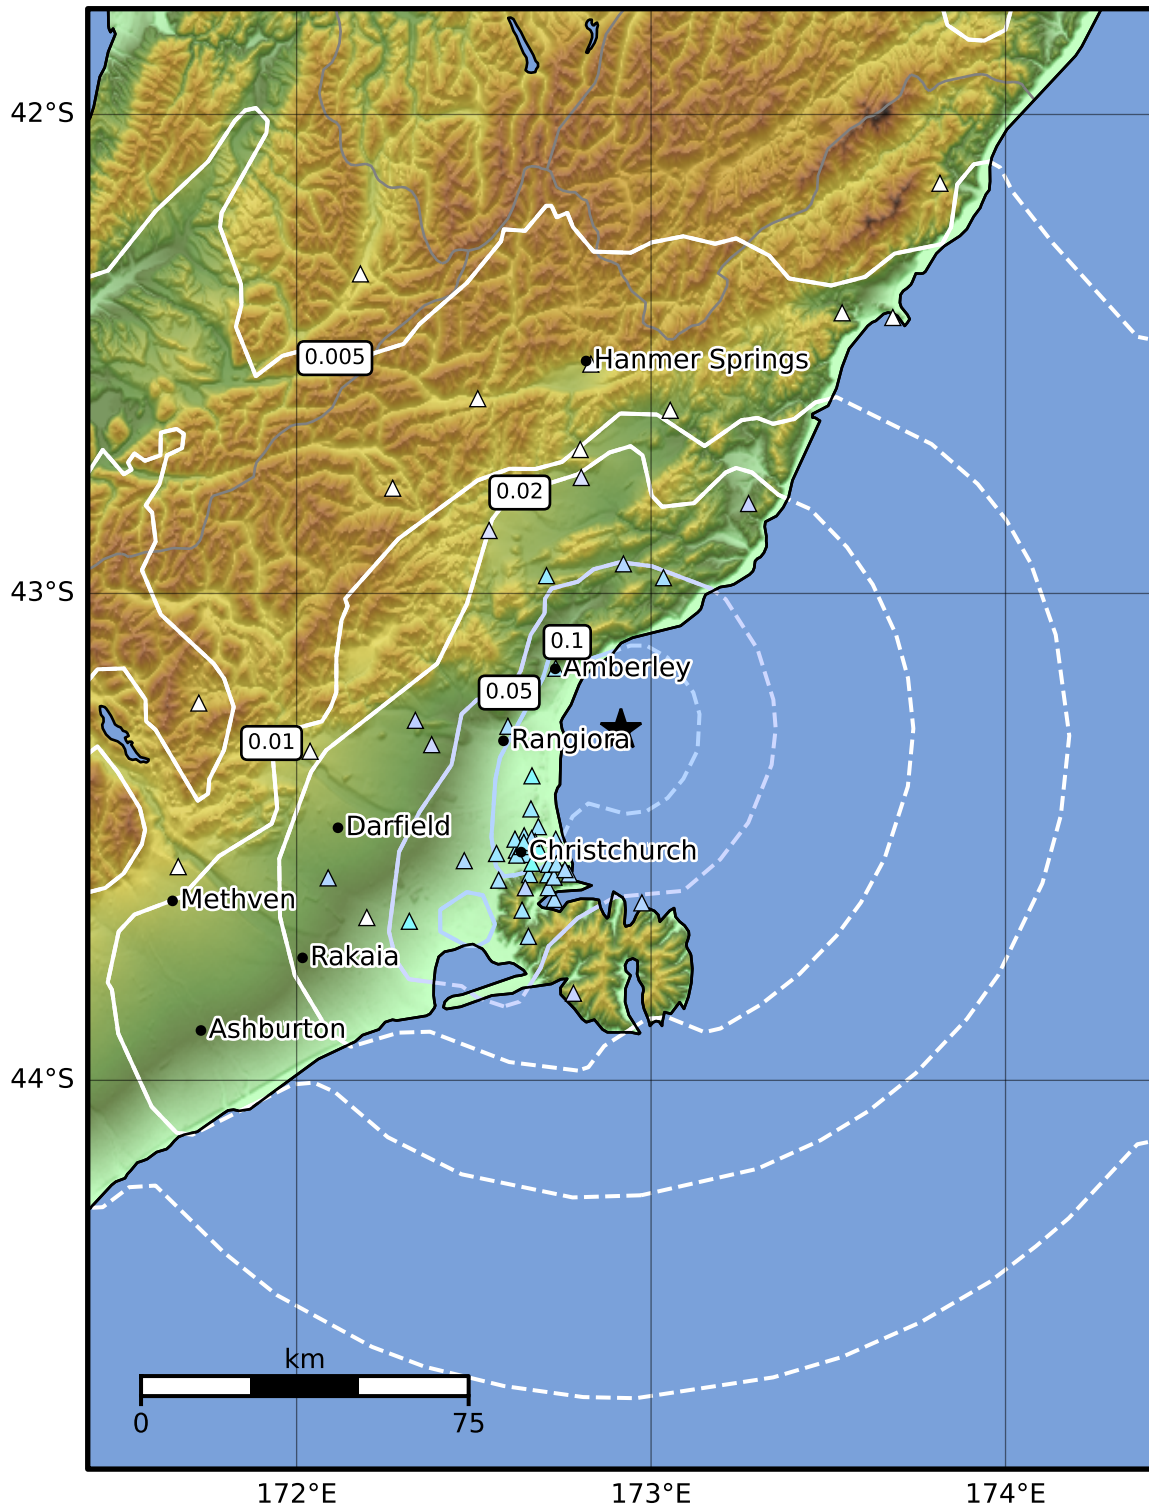 42°S
0.005
Hanmer Springs
0.02
43°S
0.1
Amberley
0.05
0.01
Rangiora
Darfield
Christchurch
Methven
Rakaia
Ashburton
44°S
km
0
75
172°E
173°E
174°E